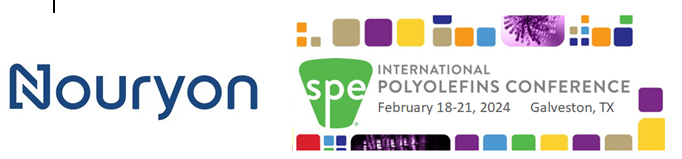 Nouryon
spe
INTERNATIONAL
POLYOLEFINS CONFERENCE
February 18-21, 2024 Galveston, TX